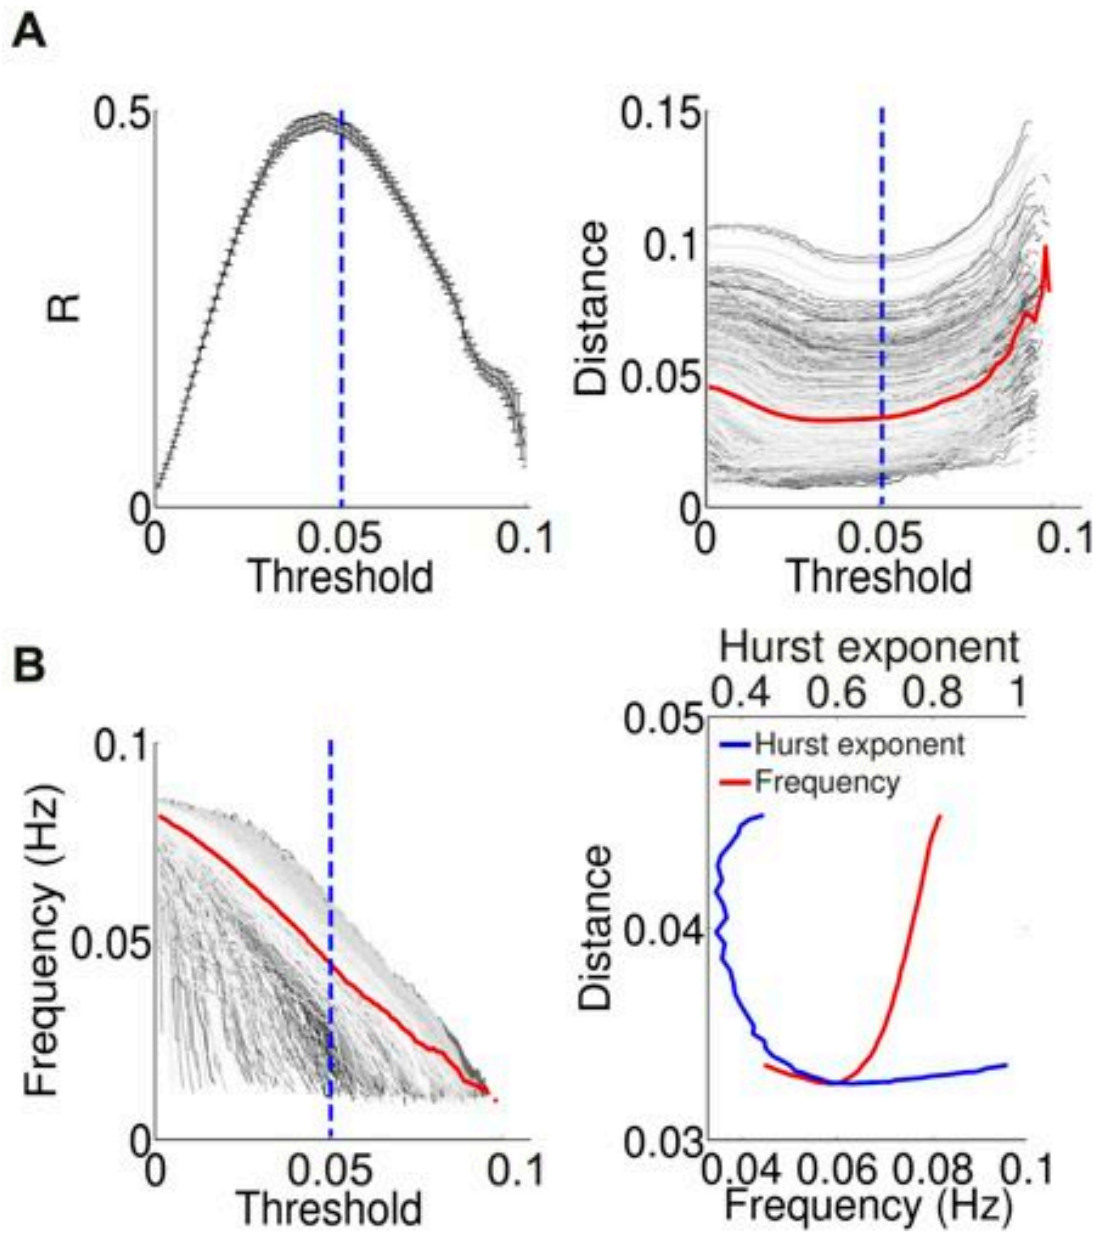 A
0.5
R
0
0 0.05 0.1
Threshold
0.15
0.1
Distance
0.05
0
0 0.05 0.1
Threshold
B
0.1
Frequency (Hz)
0.05
0
0 0.05 0.1
Threshold
Hurst exponent
0.4 0.6 0.8 1
0.05
Hurst exponent
Frequency
Distance
0.04
0.03
0.04 0.06 0.08 0.1
Frequency (Hz)